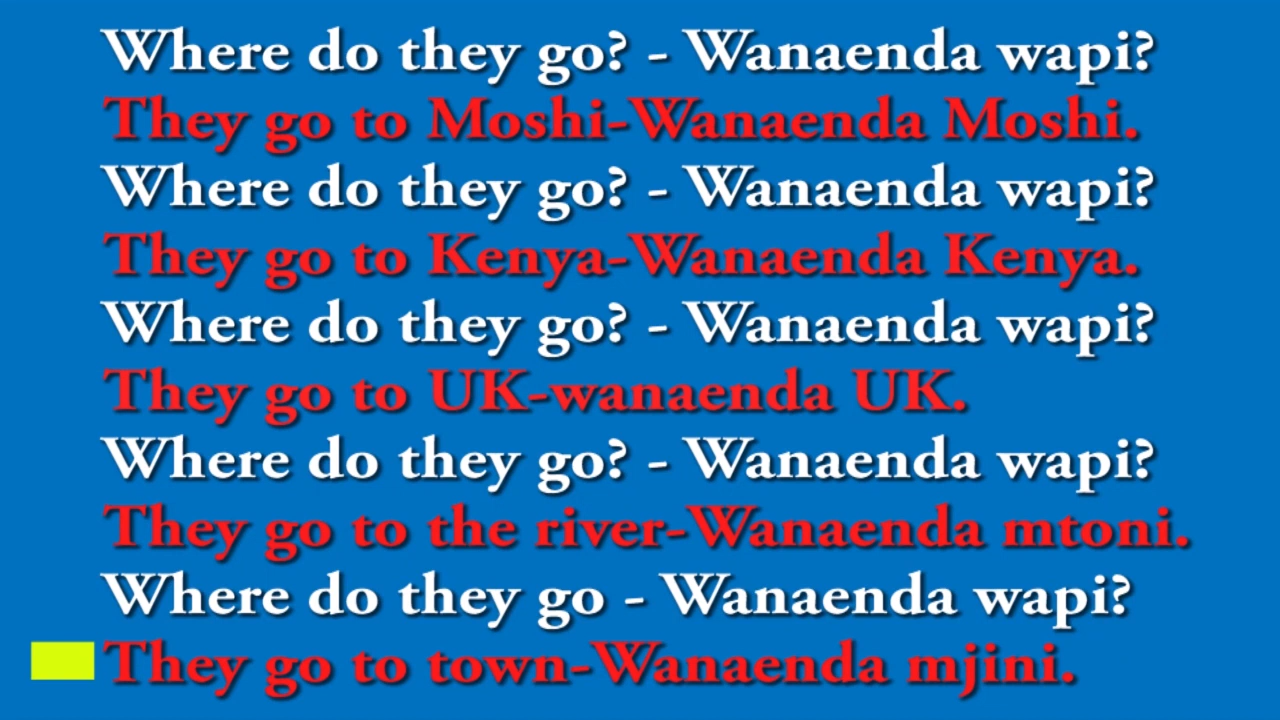 Where do they go? - Wanaenda wapi?
They go to Moshi-Wanaenda Moshi.
Where do they go? - Wanaenda wapi?
They go to Kenya-Wanaenda Kenya.
Where do they go? - Wanaenda wapi?
They go to UK-wanaenda UK.
Where do they go? - Wanaenda wapi?
They go to the river-Wanaenda mtoni.
Where do they go - Wanaenda wapi?
They go to town-Wanaenda mjini.